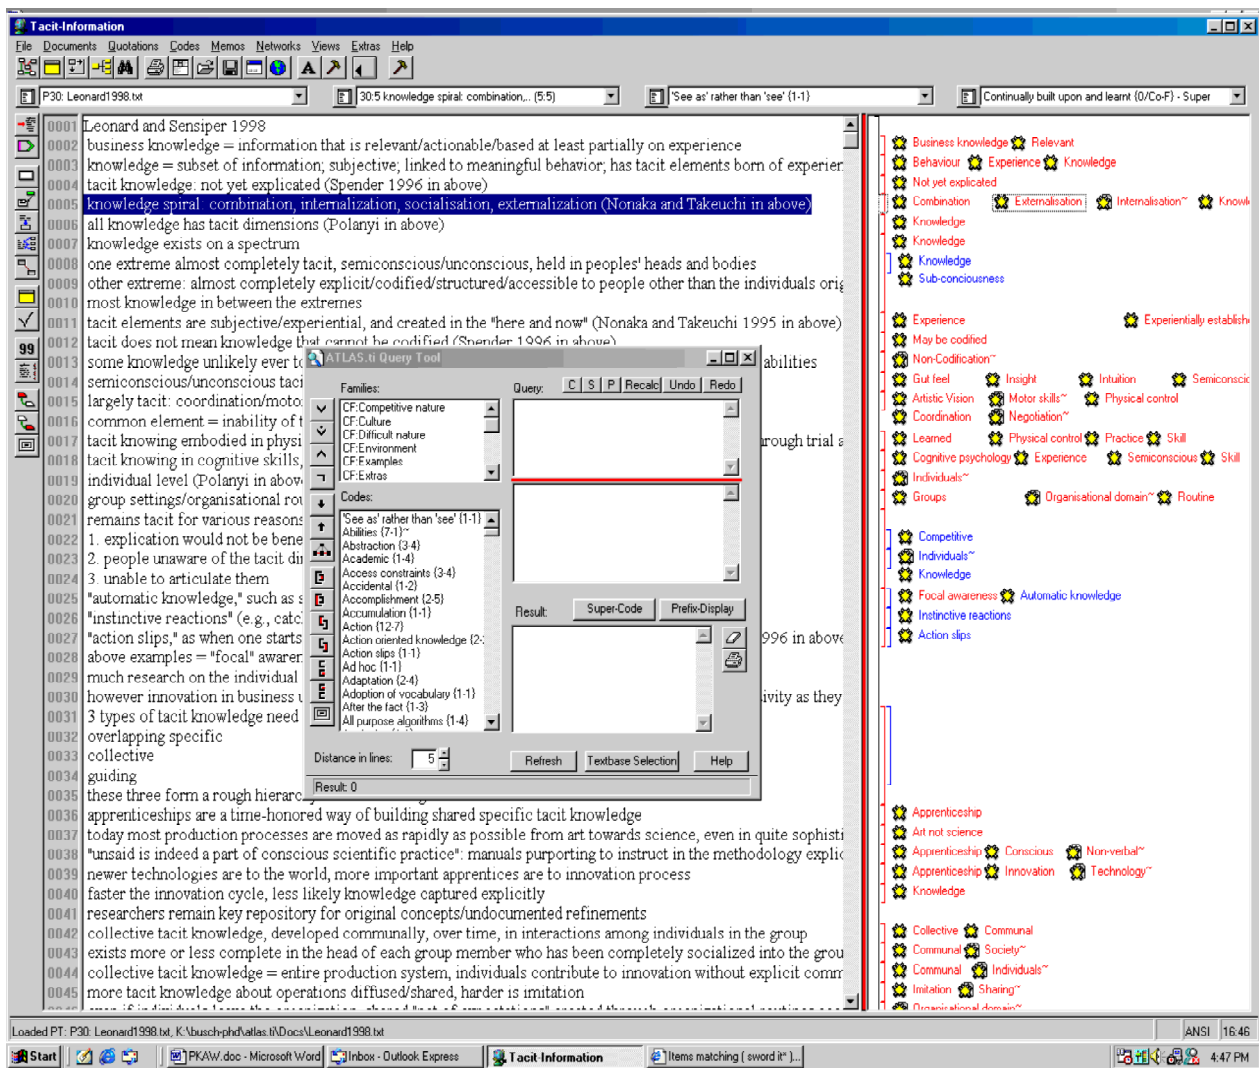 Tacit-Information
File Documents Quotations Codes Memos Networks Views Extras Help
P30: Leonard1998.txt
30:5 knowledge spiral: combination,.. (5:5)
'See as' rather than 'see' {1-1}
Continually built upon and learnt {0/Co-F} - Super
0001 Leonard and Sensiper 1998
0002 business knowledge = information that is relevant/actionable/based at least partially on experience
0003 knowledge = subset of information; subjective; linked to meaningful behavior; has tacit elements born of experien
0004 tacit knowledge: not yet explicated (Spender 1996 in above)
0005 knowledge spiral: combination, internalization, socialisation, externalization (Nonaka and Takeuchi in above)
0006 all knowledge has tacit dimensions (Polanyi in above)
0007 knowledge exists on a spectrum
0008 one extreme almost completely tacit, semiconscious/unconscious, held in peoples' heads and bodies
0009 other extreme: almost completely explicit/codified/structured/accessible to people other than the individuals orig
0010 most knowledge in between the extremes
0011 tacit elements are subjective/experiential, and created in the "here and now" (Nonaka and Takeuchi 1995 in above)
0012 tacit does not mean knowledge that cannot be codified (Spender 1996 in above)
0013 some knowledge unlikely ever to abilities
0014 semiconscious/unconscious taci
0015 largely tacit: coordination/moto
0016 common element = inability of t
0017 tacit knowing embodied in physi rough trial a
0018 tacit knowing in cognitive skills,
0019 individual level (Polanyi in abov
0020 group settings/organisational rou
0021 remains tacit for various reasons
0022 1. explication would not be bene
0023 2. people unaware of the tacit di
0024 3. unable to articulate them
0025 "automatic knowledge," such as s
0026 "instinctive reactions" (e.g., catc
0027 "action slips," as when one starts 996 in above
0028 above examples = "focal" awaren
0029 much research on the individual
0030 however innovation in business u ivity as they
0031 3 types of tacit knowledge need
0032 overlapping specific
0033 collective
0034 guiding
0035 these three form a rough hierarc
0036 apprenticeships are a time-honored way of building shared specific tacit knowledge
0037 today most production processes are moved as rapidly as possible from art towards science, even in quite sophisti
0038 "unsaid is indeed a part of conscious scientific practice": manuals purporting to instruct in the methodology explic
0039 newer technologies are to the world, more important apprentices are to innovation process
0040 faster the innovation cycle, less likely knowledge captured explicitly
0041 researchers remain key repository for original concepts/undocumented refinements
0042 collective tacit knowledge, developed communally, over time, in interactions among individuals in the group
0043 exists more or less complete in the head of each group member who has been completely socialized into the grou
0044 collective tacit knowledge = entire production system, individuals contribute to innovation without explicit comm
0045 more tacit knowledge about operations diffused/shared, harder is imitation
ATLAS.ti Query Tool
Families:
CF:Competitive nature
CF:Culture
CF:Difficult nature
CF:Environment
CF:Examples
CF:Extras
Codes:
'See as' rather than 'see' {1-1}
Abilities {7-1}~
Abstraction {3-4}
Academic {1-4}
Access constraints {3-4}
Accidental {1-2}
Accomplishment {2-5}
Accumulation {1-1}
Action {12-7}
Action oriented knowledge {2-
Action slips {1-1}
Ad hoc {1-1}
Adaptation {2-4}
Adoption of vocabulary {1-1}
After the fact {1-3}
All purpose algorithms {1-4}
Query: C S P Recalc Undo Redo
Result: Super-Code Prefix-Display
Distance in lines: 5 Refresh Textbase Selection Help
Result: 0
Business knowledge Relevant
Behaviour Experience Knowledge
Not yet explicated
Combination Externalisation Internalisation~ Knowl
Knowledge
Knowledge
Knowledge
Sub-conciousness
Experience Experientially establish
May be codified
Non-Codification~
Gut feel Insight Intuition Semiconscio
Artistic Vision Motor skills~ Physical control
Coordination Negotiation~
Learned Physical control Practice Skill
Cognitive psychology Experience Semiconscious Skill
Individuals~
Groups Organisational domain~ Routine
Competitive
Individuals~
Knowledge
Focal awareness Automatic knowledge
Instinctive reactions
Action slips
Apprenticeship
Art not science
Apprenticeship Conscious Non-verbal~
Apprenticeship Innovation Technology~
Knowledge
Collective Communal
Communal Society~
Communal Individuals~
Imitation Sharing~
Organisational domain~
Loaded PT: P30: Leonard1998.txt, K:\busch-phd\atlas.ti\Docs\Leonard1998.txt ANSI 16:46
Start PKAW.doc - Microsoft Word Inbox - Outlook Express Tacit-Information Items matching ( sword it* )... 4:47 PM